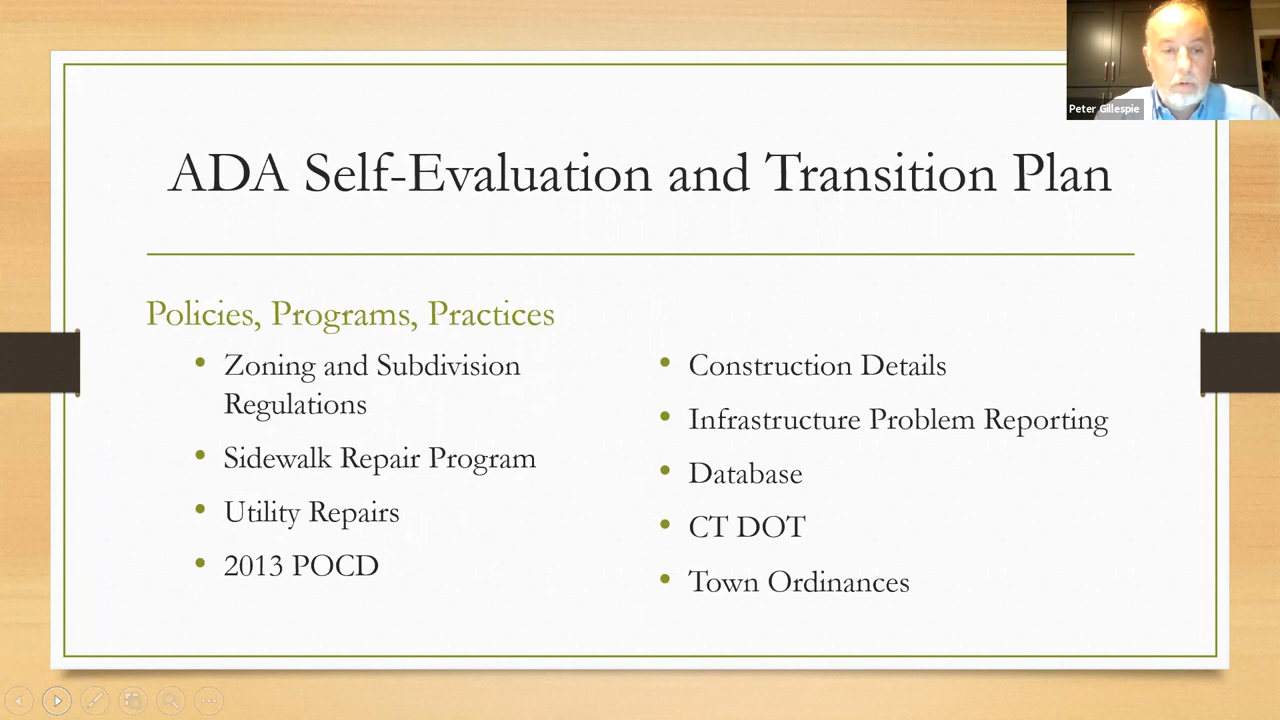 Peter Gillespie
ADA Self-Evaluation and Transition Plan
Policies, Programs, Practices
• Zoning and Subdivision
Regulations
• Sidewalk Repair Program
• Utility Repairs
• 2013 POCD
• Construction Details
• Infrastructure Problem Reporting
• Database
• CT DOT
• Town Ordinances